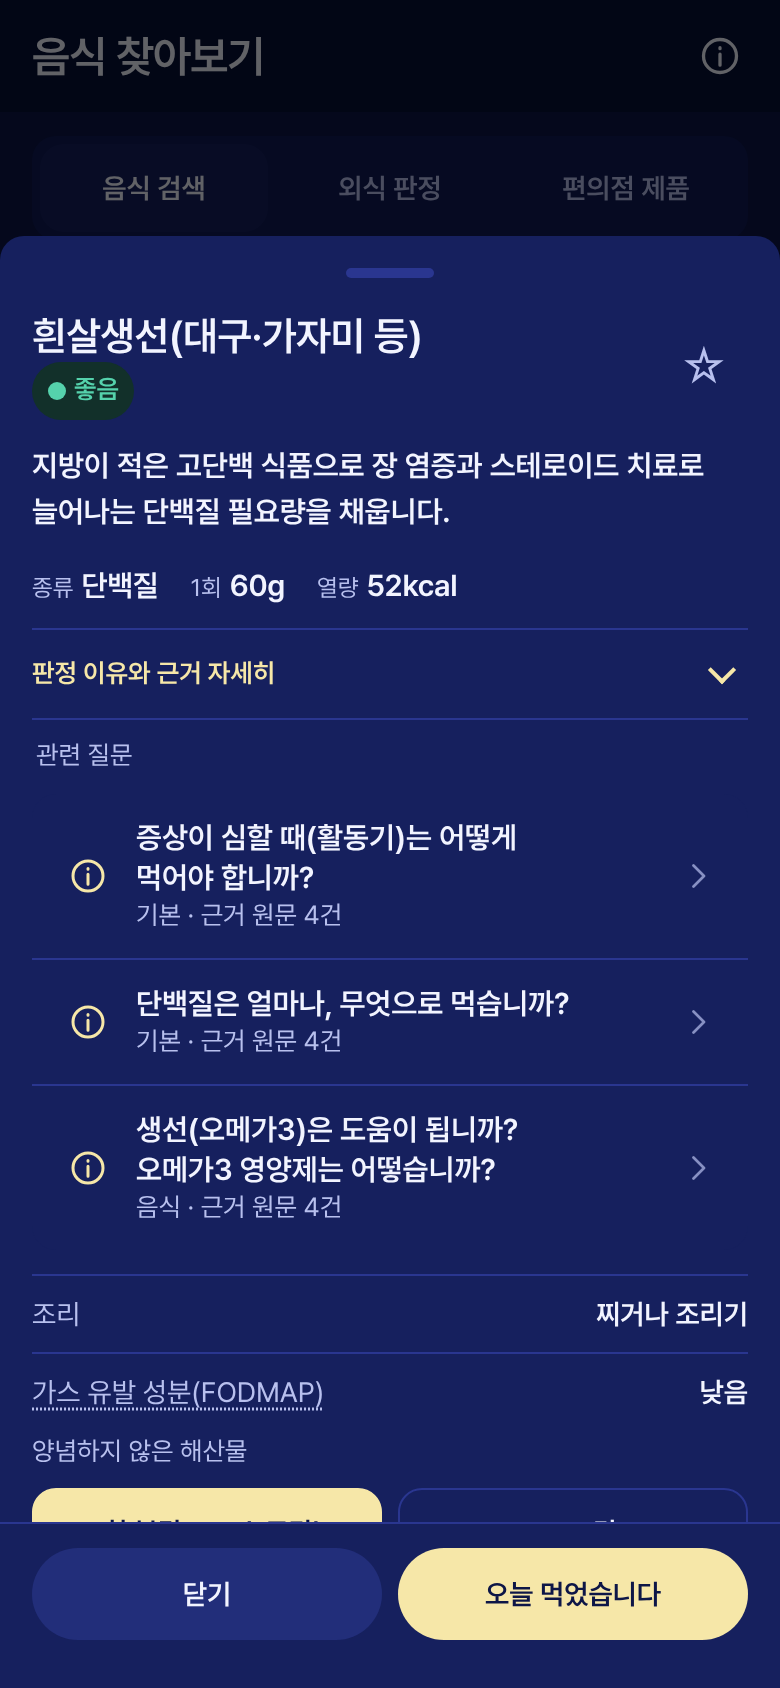 음식 찾아보기
음식 검색
외식 판정
편의점 제품
흰살생선(대구·가자미 등)
좋음
지방이 적은 고단백 식품으로 장 염증과 스테로이드 치료로
늘어나는 단백질 필요량을 채웁니다.
종류 단백질 1회 60g 열량 52kcal
판정 이유와 근거 자세히
관련 질문
증상이 심할 때(활동기)는 어떻게
먹어야 합니까?
기본 · 근거 원문 4건
단백질은 얼마나, 무엇으로 먹습니까?
기본 · 근거 원문 4건
생선(오메가3)은 도움이 됩니까?
오메가3 영양제는 어떻습니까?
음식 · 근거 원문 4건
조리 찌거나 조리기
가스 유발 성분(FODMAP) 낮음
양념하지 않은 해산물
닫기
오늘 먹었습니다